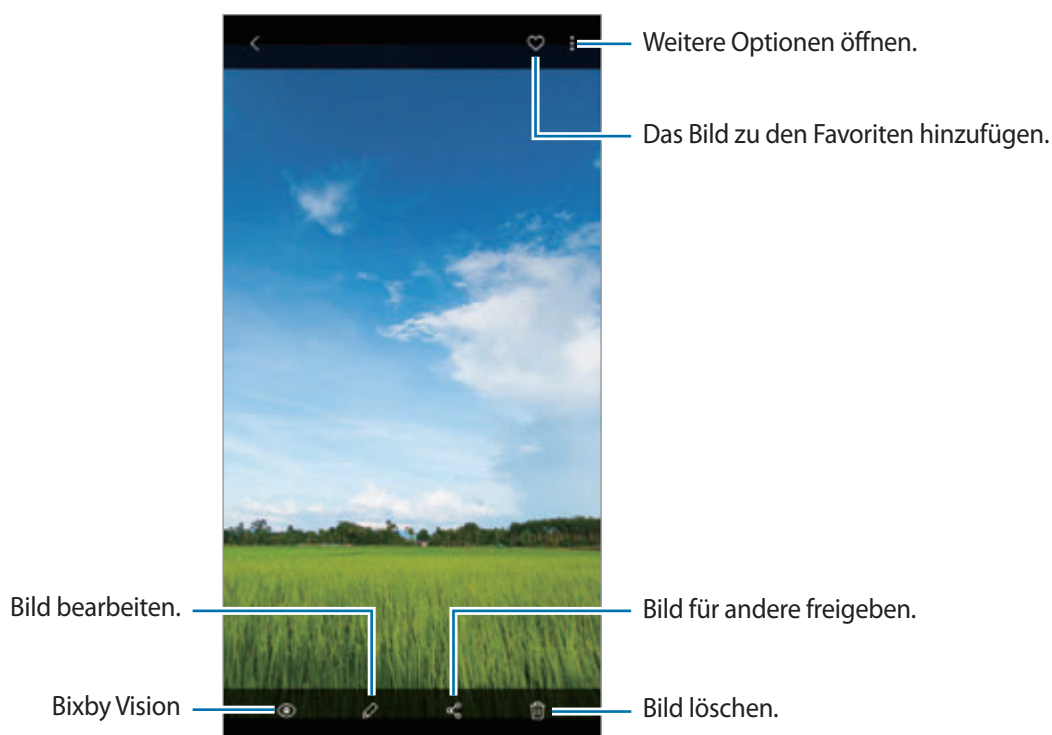 Weitere Optionen öffnen.
Das Bild zu den Favoriten hinzufügen.
Bild bearbeiten.
Bild für andere freigeben.
Bixby Vision
Bild löschen.